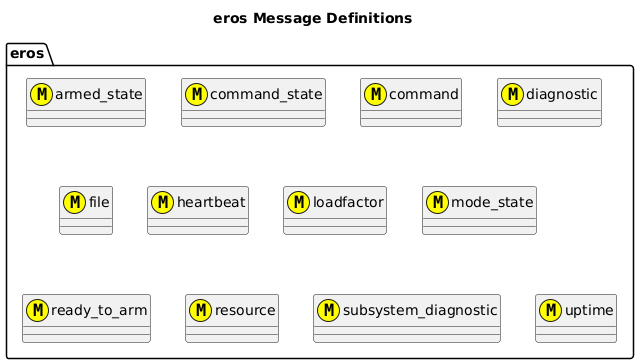 eros Message Definitions
eros
M armed_state
M command_state
M command
M diagnostic
M file
M heartbeat
M loadfactor
M mode_state
M ready_to_arm
M resource
M subsystem_diagnostic
M uptime